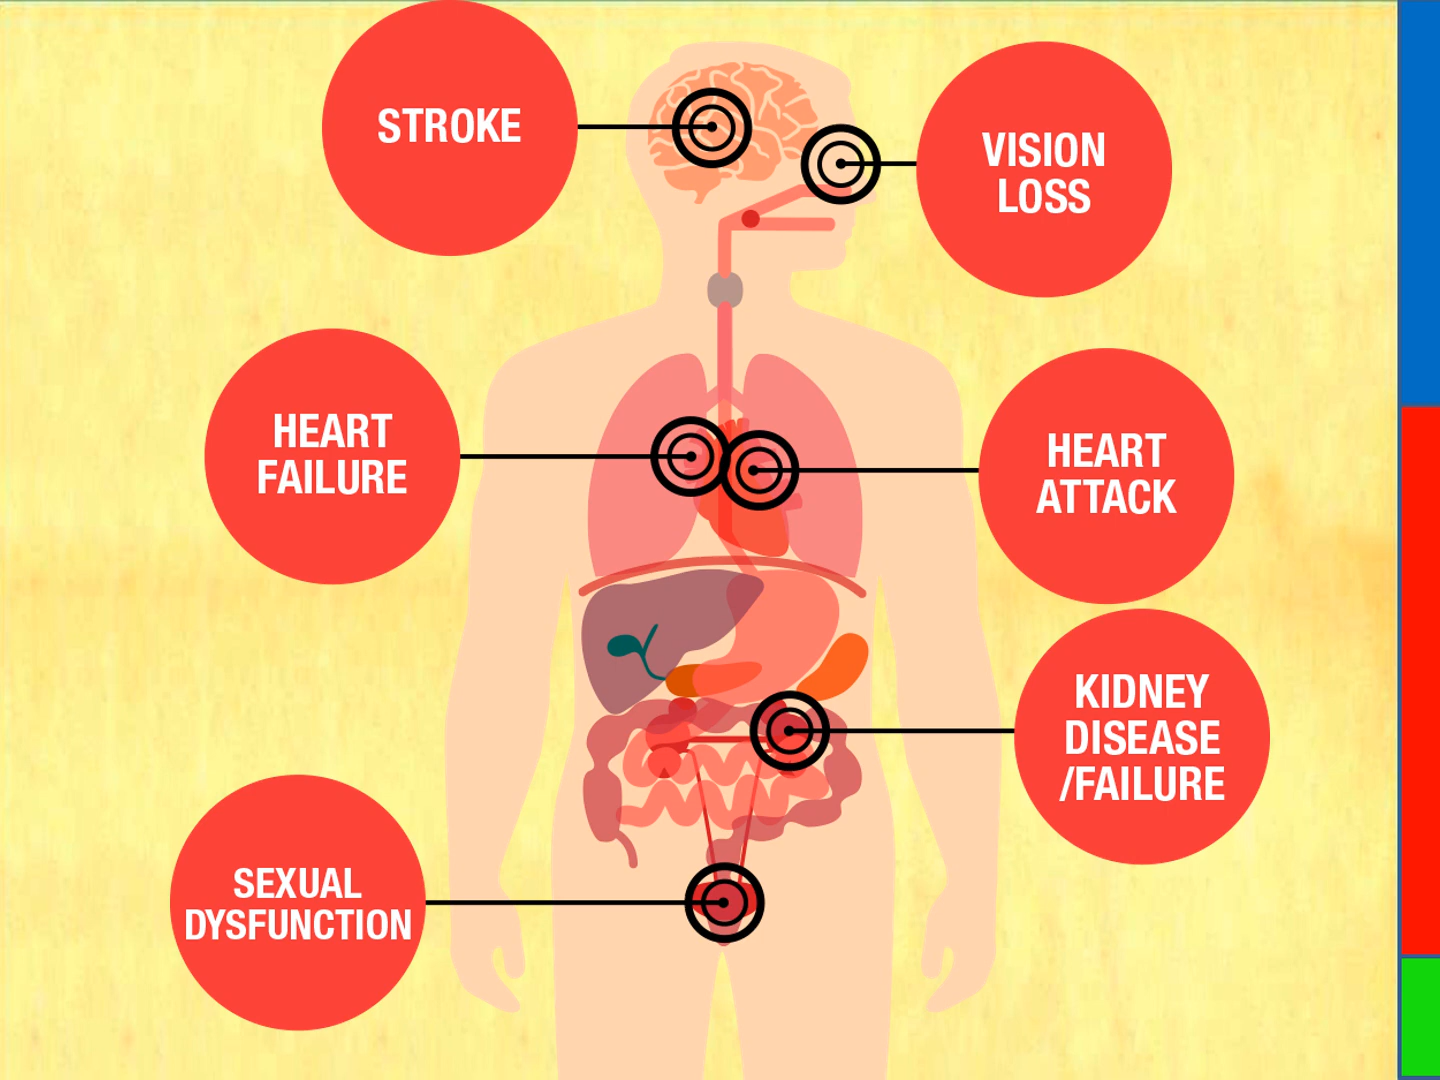 STROKE
VISION
LOSS
HEART
FAILURE
HEART
ATTACK
KIDNEY
DISEASE
/FAILURE
SEXUAL
DYSFUNCTION